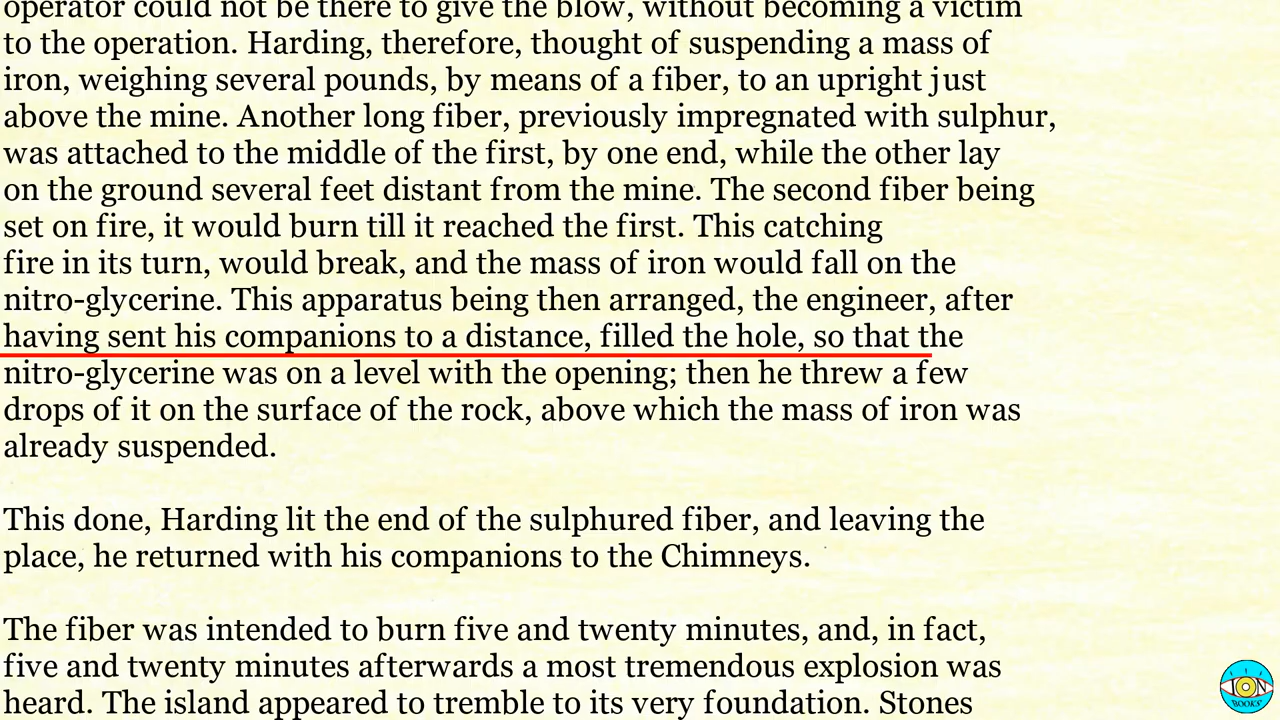 operator could not be there to give the blow, without becoming a victim
to the operation. Harding, therefore, thought of suspending a mass of
iron, weighing several pounds, by means of a fiber, to an upright just
above the mine. Another long fiber, previously impregnated with sulphur,
was attached to the middle of the first, by one end, while the other lay
on the ground several feet distant from the mine. The second fiber being
set on fire, it would burn till it reached the first. This catching
fire in its turn, would break, and the mass of iron would fall on the
nitro-glycerine. This apparatus being then arranged, the engineer, after
having sent his companions to a distance, filled the hole, so that the
nitro-glycerine was on a level with the opening; then he threw a few
drops of it on the surface of the rock, above which the mass of iron was
already suspended.
This done, Harding lit the end of the sulphured fiber, and leaving the
place, he returned with his companions to the Chimneys.
The fiber was intended to burn five and twenty minutes, and, in fact,
five and twenty minutes afterwards a most tremendous explosion was
heard. The island appeared to tremble to its very foundation. Stones
ION
BOOKS